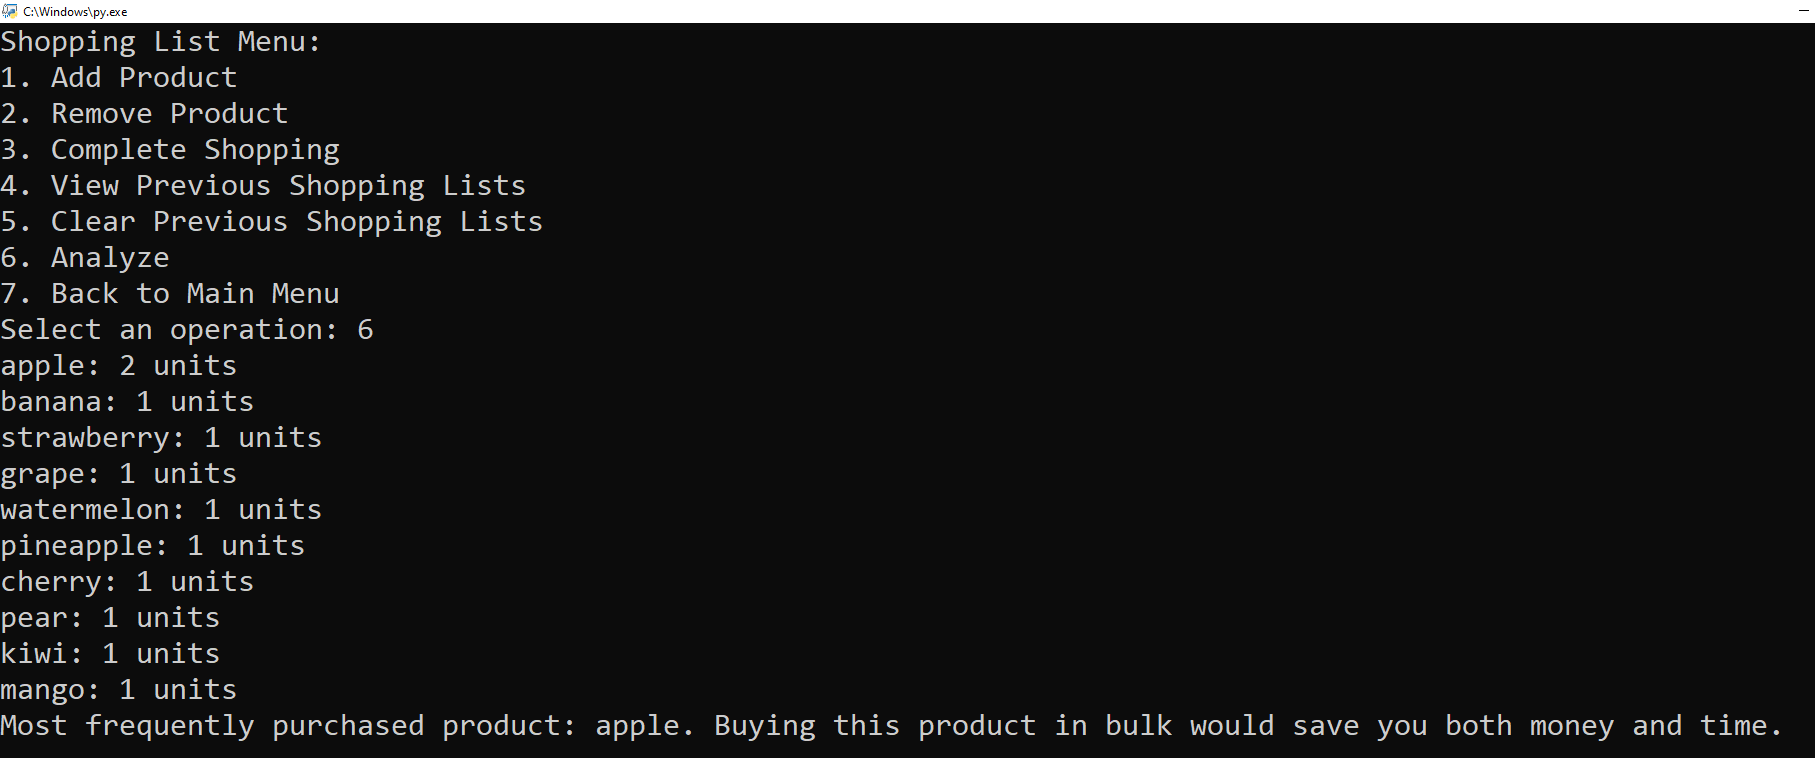 C:\Windows\py.exe
Shopping List Menu:
1. Add Product
2. Remove Product
3. Complete Shopping
4. View Previous Shopping Lists
5. Clear Previous Shopping Lists
6. Analyze
7. Back to Main Menu
Select an operation: 6
apple: 2 units
banana: 1 units
strawberry: 1 units
grape: 1 units
watermelon: 1 units
pineapple: 1 units
cherry: 1 units
pear: 1 units
kiwi: 1 units
mango: 1 units
Most frequently purchased product: apple. Buying this product in bulk would save you both money and time.